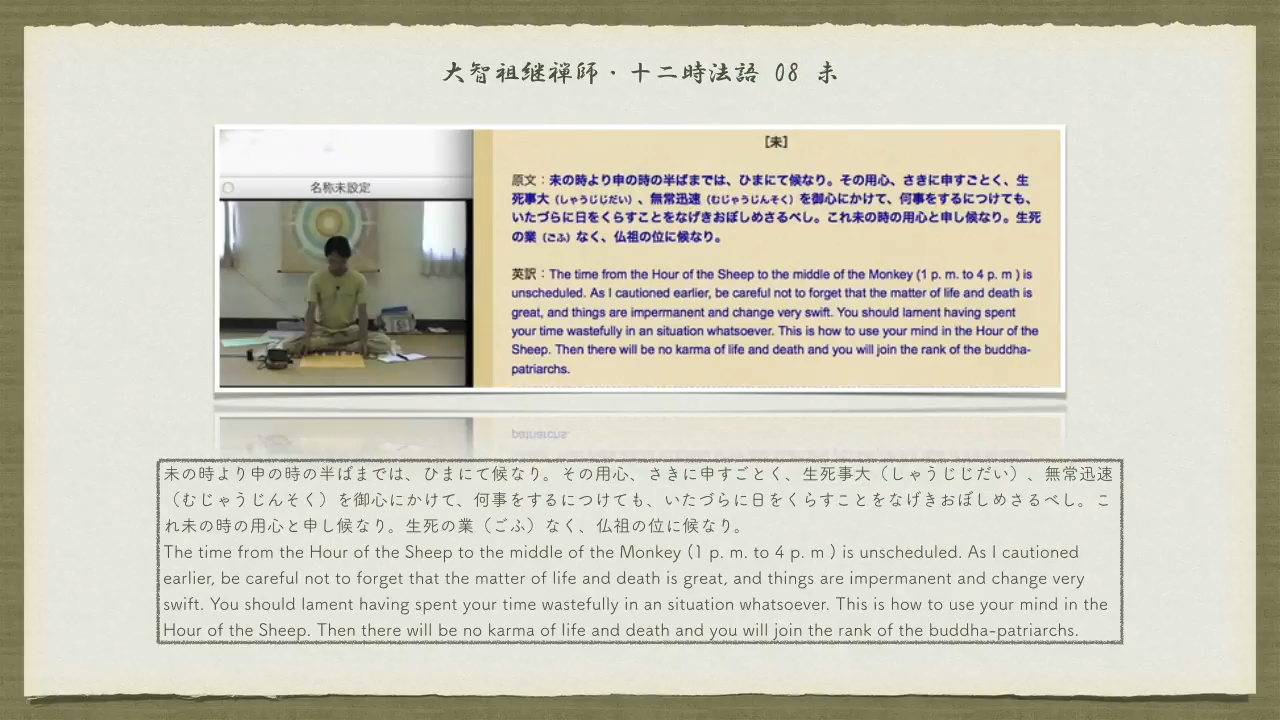 大智祖継禅師・十二時法語 08 未
名称未設定
［未］
原文：未の時より申の時の半ばまでは、ひまにて候なり。その用心、さきに申すごとく、生
死事大（しゃうじじだい）、無常迅速（むじゃうじんそく）を御心にかけて、何事をするにつけても、
いたづらに日をくらすことをなげきおぼしめさるべし。これ未の時の用心と申し候なり。生死
の業（ごふ）なく、仏祖の位に候なり。
英訳：The time from the Hour of the Sheep to the middle of the Monkey (1 p. m. to 4 p. m ) is
unscheduled. As I cautioned earlier, be careful not to forget that the matter of life and death is
great, and things are impermanent and change very swift. You should lament having spent
your time wastefully in an situation whatsoever. This is how to use your mind in the Hour of the
Sheep. Then there will be no karma of life and death and you will join the rank of the buddha-
patriarchs.
未の時より申の時の半ばまでは、ひまにて候なり。その用心、さきに申すごとく、生死事大（しゃうじじだい）、無常迅速
（むじゃうじんそく）を御心にかけて、何事をするにつけても、いたづらに日をくらすことをなげきおぼしめさるべし。こ
れ未の時の用心と申し候なり。生死の業（ごふ）なく、仏祖の位に候なり。
The time from the Hour of the Sheep to the middle of the Monkey (1 p. m. to 4 p. m ) is unscheduled. As I cautioned
earlier, be careful not to forget that the matter of life and death is great, and things are impermanent and change very
swift. You should lament having spent your time wastefully in an situation whatsoever. This is how to use your mind in the
Hour of the Sheep. Then there will be no karma of life and death and you will join the rank of the buddha-patriarchs.